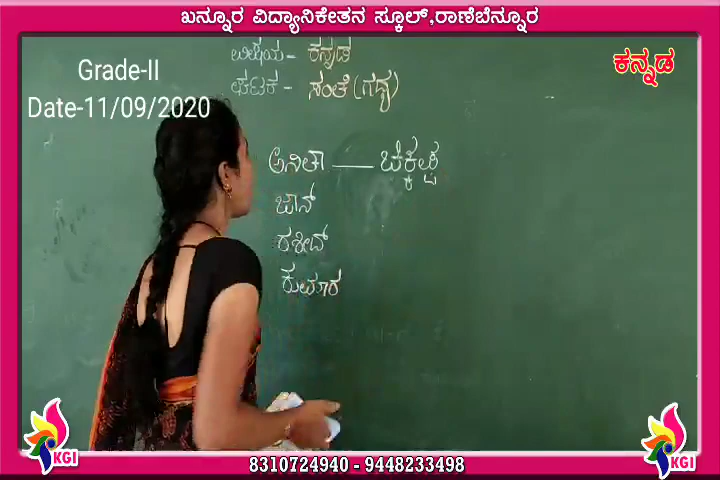 ಖನ್ನೂರ ವಿದ್ಯಾನಿಕೇತನ ಸ್ಕೂಲ್,ರಾಣೆಬೆನ್ನೂರ
Grade-II
Date-11/09/2020
ಕನ್ನಡ
ವಿಷಯ - ಕನ್ನಡ
ಘಟಕ - ಸಂತೆ (ಗದ್ಯ)
ಅನಿತಾ —
ಜಾನ್
ರಶೀದ್
ಕುಮಾರ
KGI
KGI
8310724940 - 9448233498